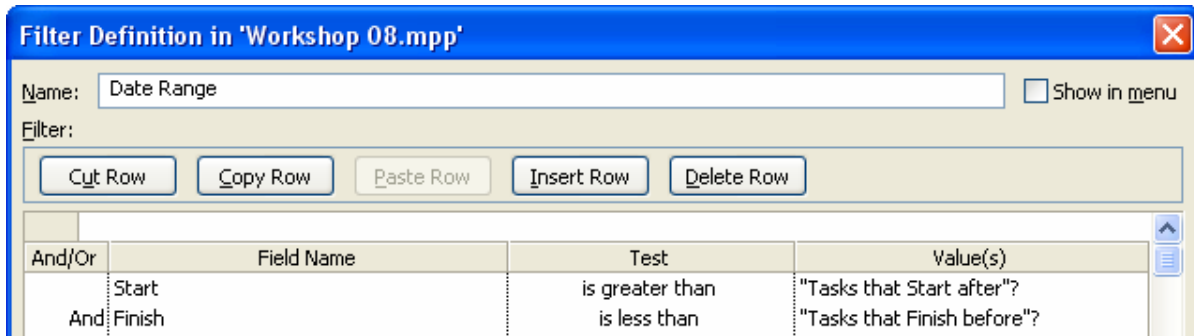 Filter Definition in 'Workshop 08.mpp'
Name: Date Range Show in menu
Filter:
Cut Row Copy Row Paste Row Insert Row Delete Row
And/Or Field Name Test Value(s)
Start is greater than "Tasks that Start after"?
And Finish is less than "Tasks that Finish before"?